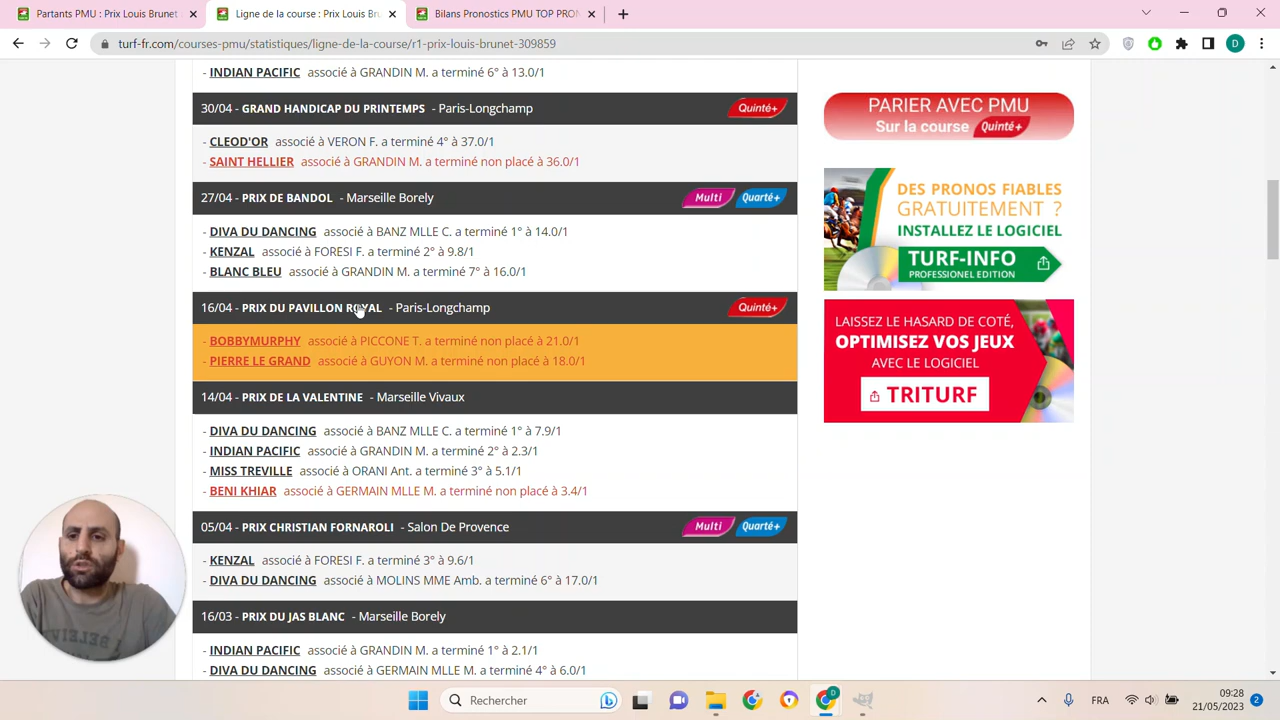 Partants PMU : Prix Louis Brunet
Ligne de la course : Prix Louis Bru
Bilans Pronostics PMU TOP PRON
turf-fr.com/courses-pmu/statistiques/ligne-de-la-course/r1-prix-louis-brunet-309859
D
- INDIAN PACIFIC associé à GRANDIN M. a terminé 6° à 13.0/1
30/04 - GRAND HANDICAP DU PRINTEMPS - Paris-Longchamp
Quinté+
- CLEOD'OR associé à VERON F. a terminé 4° à 37.0/1
- SAINT HELLIER associé à GRANDIN M. a terminé non placé à 36.0/1
27/04 - PRIX DE BANDOL - Marseille Borely
Multi Quarté+
- DIVA DU DANCING associé à BANZ MLLE C. a terminé 1° à 14.0/1
- KENZAL associé à FORESI F. a terminé 2° à 9.8/1
- BLANC BLEU associé à GRANDIN M. a terminé 7° à 16.0/1
16/04 - PRIX DU PAVILLON ROYAL - Paris-Longchamp
Quinté+
- BOBBYMURPHY associé à PICCONE T. a terminé non placé à 21.0/1
- PIERRE LE GRAND associé à GUYON M. a terminé non placé à 18.0/1
14/04 - PRIX DE LA VALENTINE - Marseille Vivaux
- DIVA DU DANCING associé à BANZ MLLE C. a terminé 1° à 7.9/1
- INDIAN PACIFIC associé à GRANDIN M. a terminé 2° à 2.3/1
- MISS TREVILLE associé à ORANI Ant. a terminé 3° à 5.1/1
- BENI KHIAR associé à GERMAIN MLLE M. a terminé non placé à 3.4/1
05/04 - PRIX CHRISTIAN FORNAROLI - Salon De Provence
Multi Quarté+
- KENZAL associé à FORESI F. a terminé 3° à 9.6/1
- DIVA DU DANCING associé à MOLINS MME Amb. a terminé 6° à 17.0/1
16/03 - PRIX DU JAS BLANC - Marseille Borely
- INDIAN PACIFIC associé à GRANDIN M. a terminé 1° à 2.1/1
- DIVA DU DANCING associé à GERMAIN MLLE M. a terminé 4° à 6.0/1
PARIER AVEC PMU
Sur la course Quinté+
DES PRONOS FIABLES
GRATUITEMENT ?
INSTALLEZ LE LOGICIEL
TURF-INFO
PROFESSIONEL EDITION
LAISSEZ LE HASARD DE COTÉ,
OPTIMISEZ VOS JEUX
AVEC LE LOGICIEL
TRITURF
Rechercher
FRA
09:28
21/05/2023
2